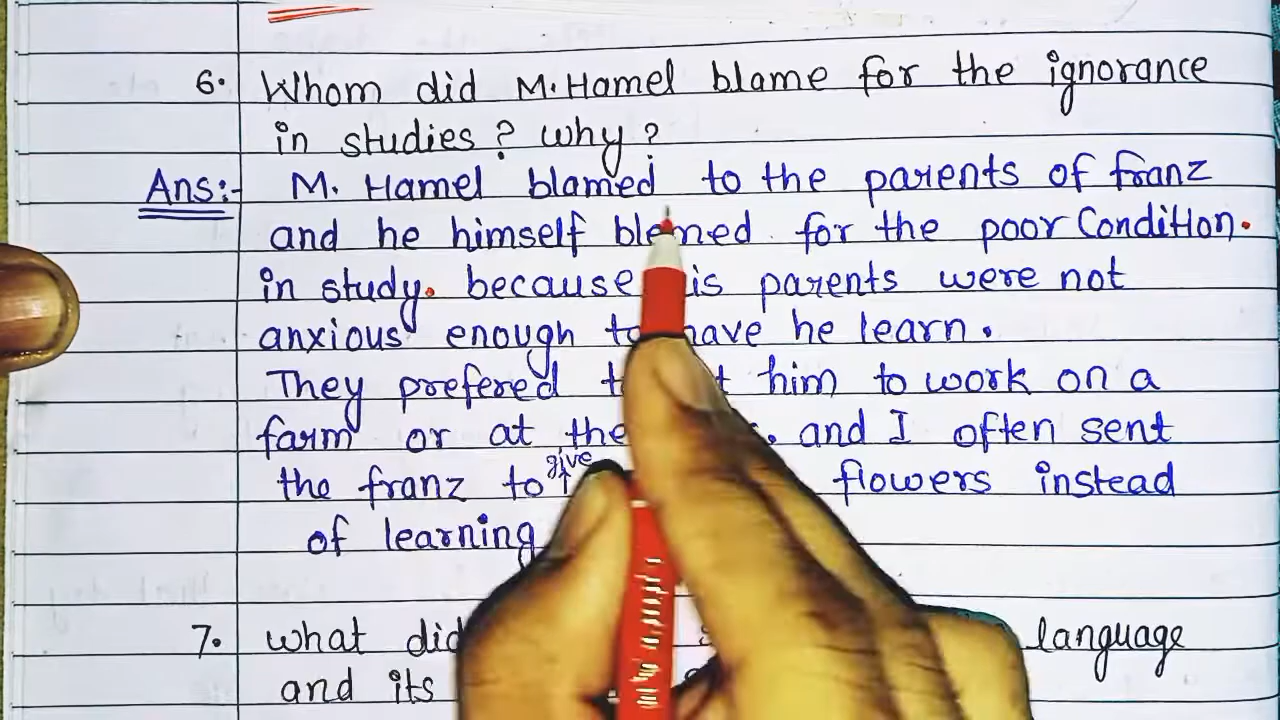 6. Whom did M. Hamel blame for the ignorance
in studies? why?
Ans:- M. Hamel blamed to the parents of franz
and he himself blamed for the poor Condition.
in study. because is parents were not
anxious enough to have he learn.
They prefered him to work on a
farm or at the and I often sent
the franz to give flowers instead
of learning
7. what did language
and its